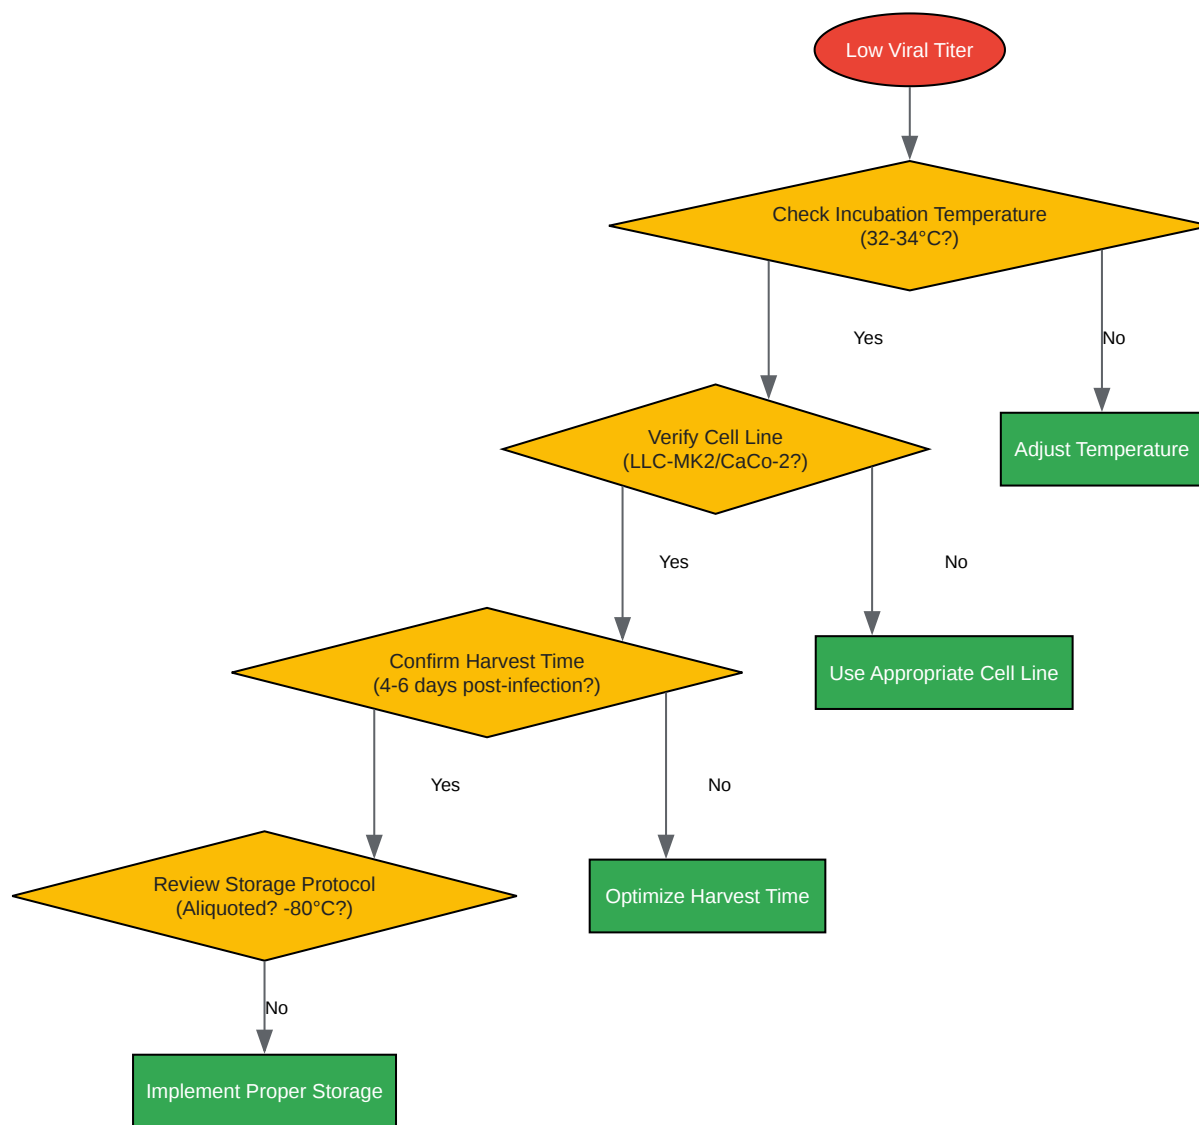 Low Viral Titer
Check Incubation Temperature
(32-34°C?)
Yes
No
Verify Cell Line
(LLC-MK2/CaCo-2?)
Adjust Temperature
Yes
No
Confirm Harvest Time
(4-6 days post-infection?)
Use Appropriate Cell Line
Yes
No
Review Storage Protocol
(Aliquoted? -80°C?)
Optimize Harvest Time
No
Implement Proper Storage